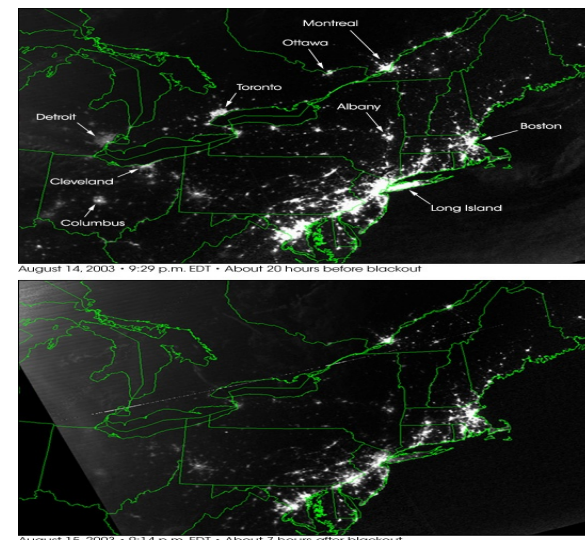 Montreal
Ottawa
Toronto
Detroit
Albany
Boston
Cleveland
Long Island
Columbus
August 14, 2003 • 9:29 p.m. EDT • About 20 hours before blackout
August 15, 2003 • 9:14 p.m. EDT • About 7 hours after blackout